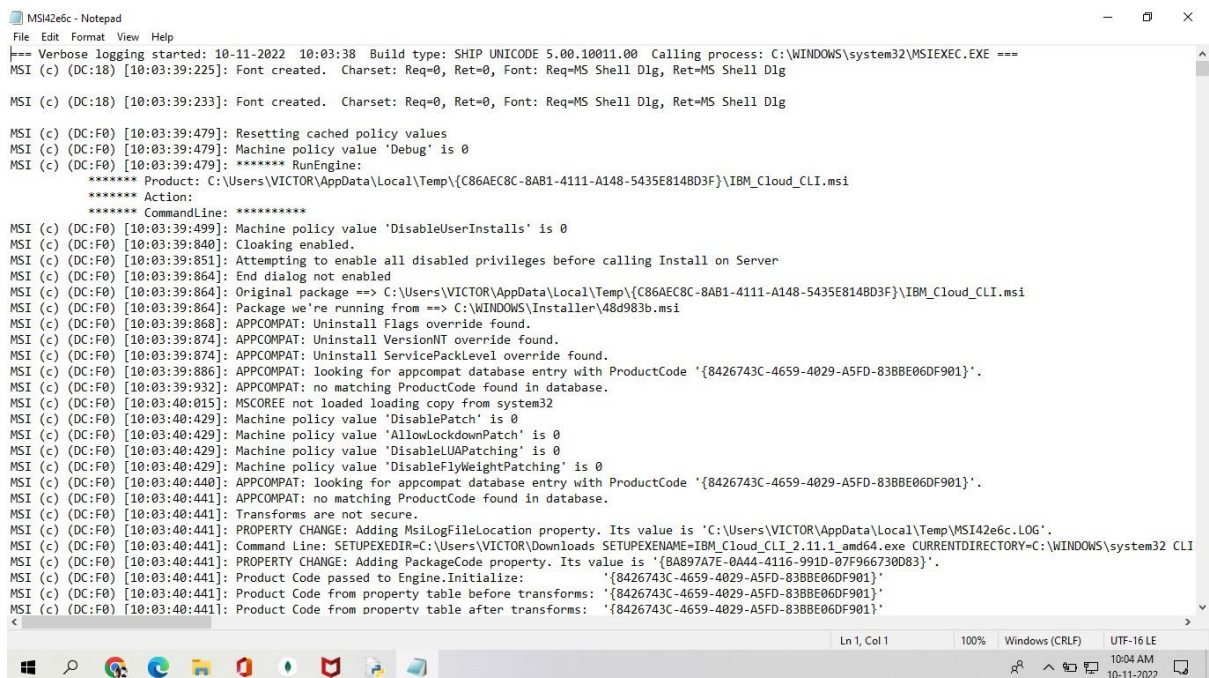 MSI42e6c - Notepad
File Edit Format View Help
=== Verbose logging started: 10-11-2022  10:03:38  Build type: SHIP UNICODE 5.00.10011.00  Calling process: C:\WINDOWS\system32\MSIEXEC.EXE ===
MSI (c) (DC:18) [10:03:39:225]: Font created.  Charset: Req=0, Ret=0, Font: Req=MS Shell Dlg, Ret=MS Shell Dlg
MSI (c) (DC:18) [10:03:39:233]: Font created.  Charset: Req=0, Ret=0, Font: Req=MS Shell Dlg, Ret=MS Shell Dlg
MSI (c) (DC:F0) [10:03:39:479]: Resetting cached policy values
MSI (c) (DC:F0) [10:03:39:479]: Machine policy value 'Debug' is 0
MSI (c) (DC:F0) [10:03:39:479]: ******* RunEngine:
******* Product: C:\Users\VICTOR\AppData\Local\Temp\{C86AEC8C-8AB1-4111-A148-5435E814BD3F}\IBM_Cloud_CLI.msi
******* Action:
******* CommandLine: **********
MSI (c) (DC:F0) [10:03:39:499]: Machine policy value 'DisableUserInstalls' is 0
MSI (c) (DC:F0) [10:03:39:840]: Cloaking enabled.
MSI (c) (DC:F0) [10:03:39:851]: Attempting to enable all disabled privileges before calling Install on Server
MSI (c) (DC:F0) [10:03:39:864]: End dialog not enabled
MSI (c) (DC:F0) [10:03:39:864]: Original package ==> C:\Users\VICTOR\AppData\Local\Temp\{C86AEC8C-8AB1-4111-A148-5435E814BD3F}\IBM_Cloud_CLI.msi
MSI (c) (DC:F0) [10:03:39:864]: Package we're running from ==> C:\WINDOWS\Installer\48d983b.msi
MSI (c) (DC:F0) [10:03:39:868]: APPCOMPAT: Uninstall Flags override found.
MSI (c) (DC:F0) [10:03:39:874]: APPCOMPAT: Uninstall VersionNT override found.
MSI (c) (DC:F0) [10:03:39:874]: APPCOMPAT: Uninstall ServicePackLevel override found.
MSI (c) (DC:F0) [10:03:39:886]: APPCOMPAT: looking for appcompat database entry with ProductCode '{8426743C-4659-4029-A5FD-83BBE06DF901}'.
MSI (c) (DC:F0) [10:03:39:932]: APPCOMPAT: no matching ProductCode found in database.
MSI (c) (DC:F0) [10:03:40:015]: MSCOREE not loaded loading copy from system32
MSI (c) (DC:F0) [10:03:40:429]: Machine policy value 'DisablePatch' is 0
MSI (c) (DC:F0) [10:03:40:429]: Machine policy value 'AllowLockdownPatch' is 0
MSI (c) (DC:F0) [10:03:40:429]: Machine policy value 'DisableLUAPatching' is 0
MSI (c) (DC:F0) [10:03:40:429]: Machine policy value 'DisableFlyWeightPatching' is 0
MSI (c) (DC:F0) [10:03:40:440]: APPCOMPAT: looking for appcompat database entry with ProductCode '{8426743C-4659-4029-A5FD-83BBE06DF901}'.
MSI (c) (DC:F0) [10:03:40:441]: APPCOMPAT: no matching ProductCode found in database.
MSI (c) (DC:F0) [10:03:40:441]: Transforms are not secure.
MSI (c) (DC:F0) [10:03:40:441]: PROPERTY CHANGE: Adding MsiLogFileLocation property. Its value is 'C:\Users\VICTOR\AppData\Local\Temp\MSI42e6c.LOG'.
MSI (c) (DC:F0) [10:03:40:441]: Command Line: SETUPEXEDIR=C:\Users\VICTOR\Downloads SETUPEXENAME=IBM_Cloud_CLI_2.11.1_amd64.exe CURRENTDIRECTORY=C:\WINDOWS\system32 CLI
MSI (c) (DC:F0) [10:03:40:441]: PROPERTY CHANGE: Adding PackageCode property. Its value is '{BA897A7E-0A44-4116-991D-07F966730D83}'.
MSI (c) (DC:F0) [10:03:40:441]: Product Code passed to Engine.Initialize:           '{8426743C-4659-4029-A5FD-83BBE06DF901}'
MSI (c) (DC:F0) [10:03:40:441]: Product Code from property table before transforms: '{8426743C-4659-4029-A5FD-83BBE06DF901}'
MSI (c) (DC:F0) [10:03:40:441]: Product Code from property table after transforms:  '{8426743C-4659-4029-A5FD-83BBE06DF901}'
Ln 1, Col 1 100% Windows (CRLF) UTF-16 LE
10:04 AM
10-11-2022